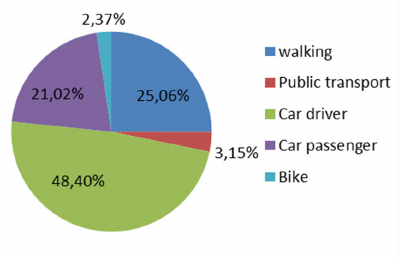 2,37%
25,06%
3,15%
48,40%
21,02%
walking
Public transport
Car driver
Car passenger
Bike